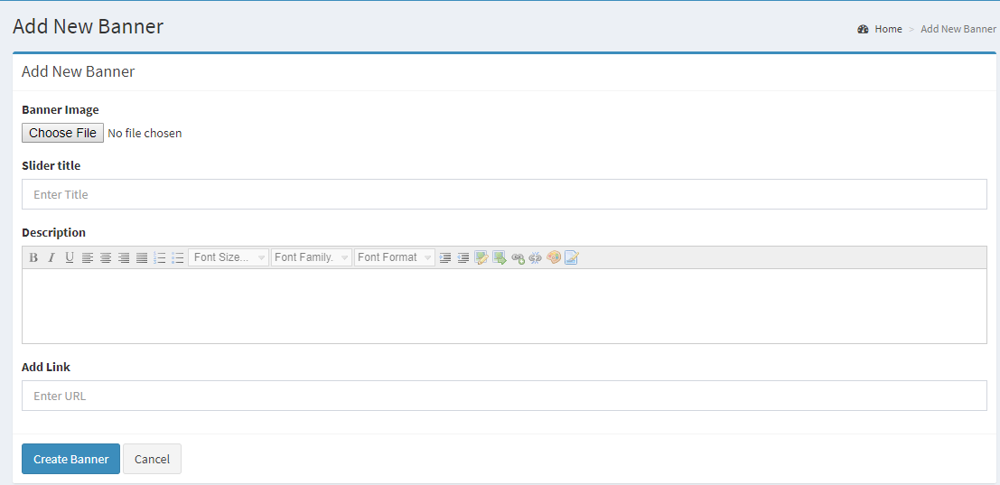 Add New Banner
Home > Add New Banner
Add New Banner
Banner Image
Choose File No file chosen
Slider title
Enter Title
Description
B I U Font Size... Font Family. Font Format
Add Link
Enter URL
Create Banner Cancel